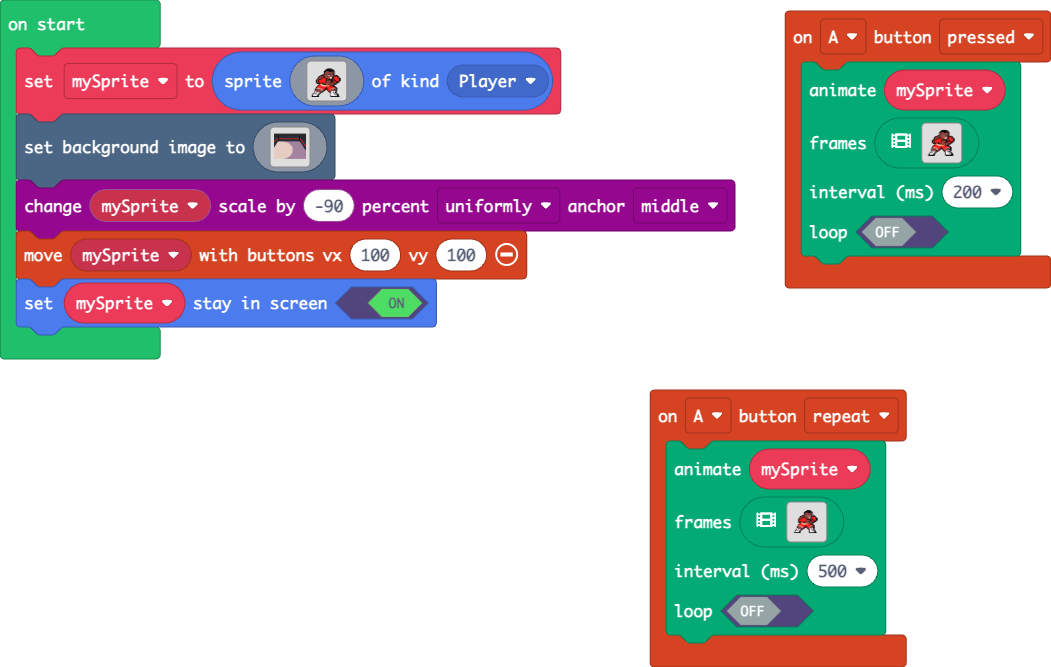 on start
set mySprite to sprite of kind Player
set background image to
change mySprite scale by -90 percent uniformly anchor middle
move mySprite with buttons vx 100 vy 100
set mySprite stay in screen ON
on A button pressed
animate mySprite
frames
interval (ms) 200
loop OFF
on A button repeat
animate mySprite
frames
interval (ms) 500
loop OFF